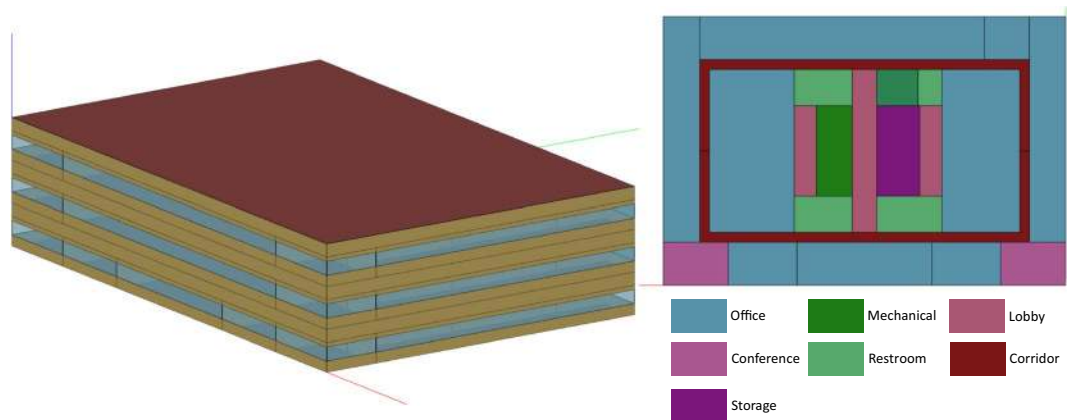 Office
Mechanical
Lobby
Conference
Restroom
Corridor
Storage